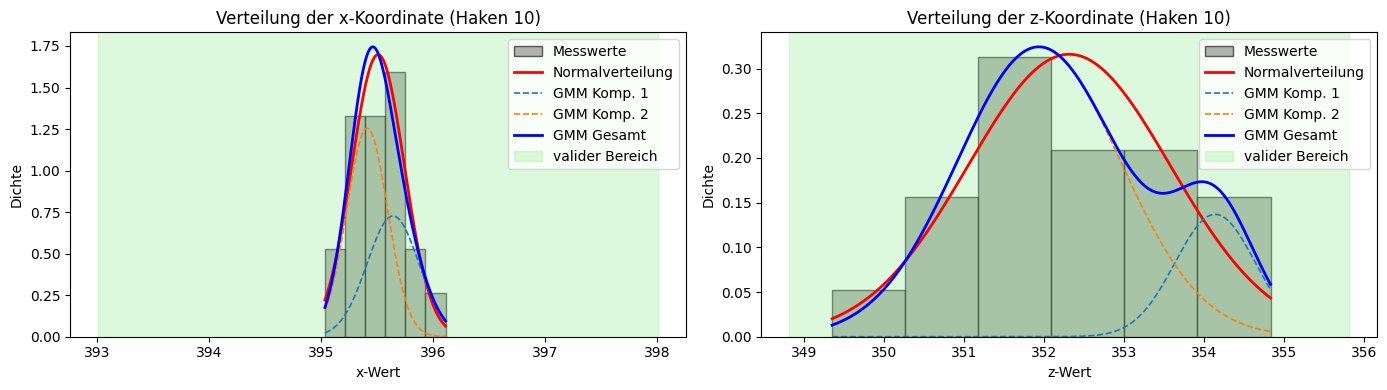 Verteilung der x-Koordinate (Haken 10)
Dichte
1.75
1.50
1.25
1.00
0.75
0.50
0.25
0.00
393
394
395
396
397
398
x-Wert
Messwerte
Normalverteilung
GMM Komp. 1
GMM Komp. 2
GMM Gesamt
valider Bereich
Verteilung der z-Koordinate (Haken 10)
Dichte
0.30
0.25
0.20
0.15
0.10
0.05
0.00
349
350
351
352
353
354
355
356
z-Wert
Messwerte
Normalverteilung
GMM Komp. 1
GMM Komp. 2
GMM Gesamt
valider Bereich